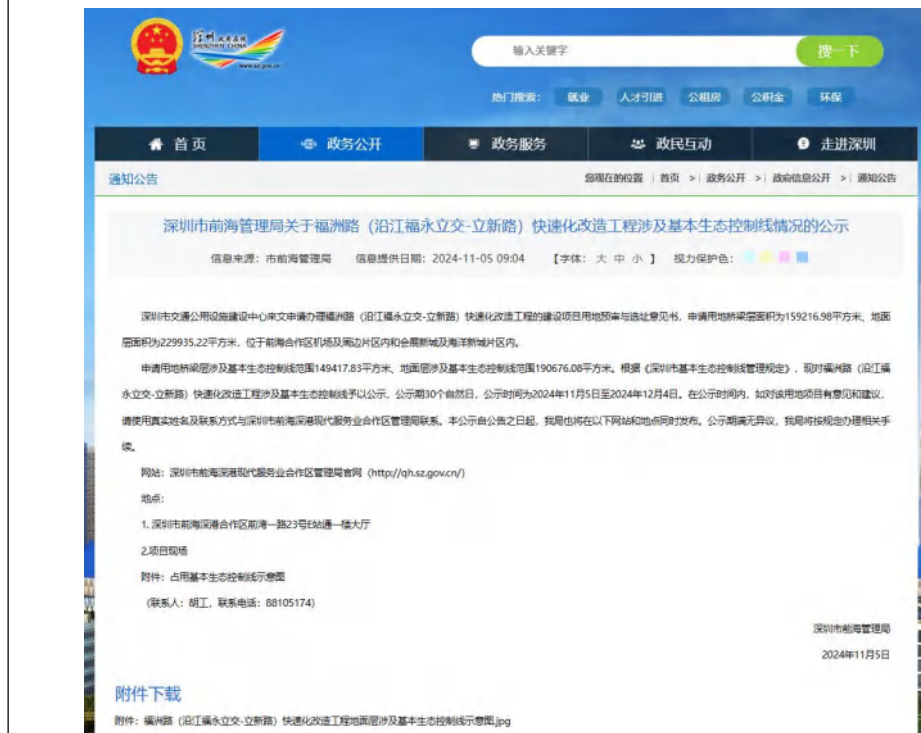 深圳政府在线
SHENZHEN CHINA
www.sz.gov.cn
输入关键字
搜一下
热门搜索： 就业 人才引进 公租房 公积金 环保
首页 政务公开 政务服务 政民互动 走进深圳
通知公告
您现在的位置 | 首页 > | 政务公开 > | 政府信息公开 > | 通知公告
深圳市前海管理局关于福洲路（沿江福永立交-立新路）快速化改造工程涉及基本生态控制线情况的公示
信息来源：市前海管理局 信息提供日期：2024-11-05 09:04 【字体： 大 中 小 】 视力保护色：
深圳市交通公用设施建设中心来文申请办理福洲路（沿江福永立交-立新路）快速化改造工程的建设项目用地预审与选址意见书，申请用地桥梁层面积为159216.98平方米、地面
层面积为229935.22平方米，位于前海合作区机场及周边片区内和会展新城及海洋新城片区内。
申请用地桥梁层涉及基本生态控制线范围149417.83平方米、地面层涉及基本生态控制线范围190676.08平方米。根据《深圳市基本生态控制线管理规定》，现对福洲路（沿江福
永立交-立新路）快速化改造工程涉及基本生态控制线予以公示，公示期30个自然日，公示时间为2024年11月5日至2024年12月4日。在公示时间内，如对该用地项目有意见和建议，
请使用真实姓名及联系方式与深圳市前海深港现代服务业合作区管理局联系。本公示自公告之日起，我局也将在以下网站和地点同时发布。公示期满无异议，我局将按规定办理相关手
续。
网站：深圳市前海深港现代服务业合作区管理局官网（http://qh.sz.gov.cn/）
地点：
1. 深圳市前海深港合作区前湾一路23号E站通一楼大厅
2.项目现场
附件：占用基本生态控制线示意图
（联系人：胡工，联系电话：88105174）
深圳市前海管理局
2024年11月5日
附件下载
附件：福洲路（沿江福永立交-立新路）快速化改造工程地面层涉及基本生态控制线示意图.jpg